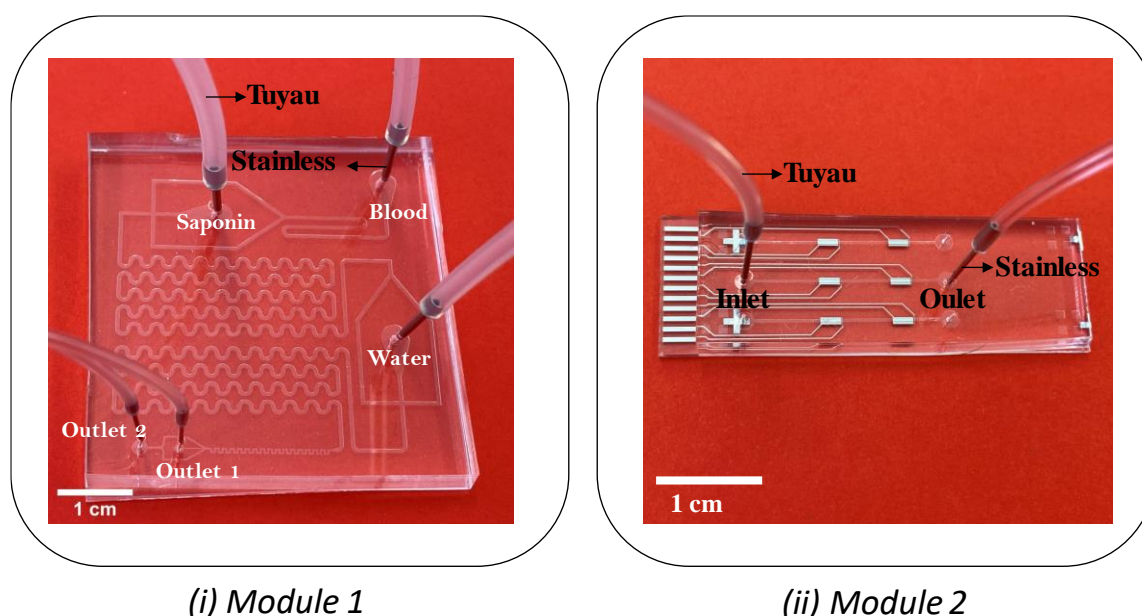 Tuyau
Stainless
Saponin
Blood
Water
Outlet 2
Outlet 1
1 cm
(i) Module 1
Tuyau
Stainless
Inlet
Oulet
1 cm
(ii) Module 2